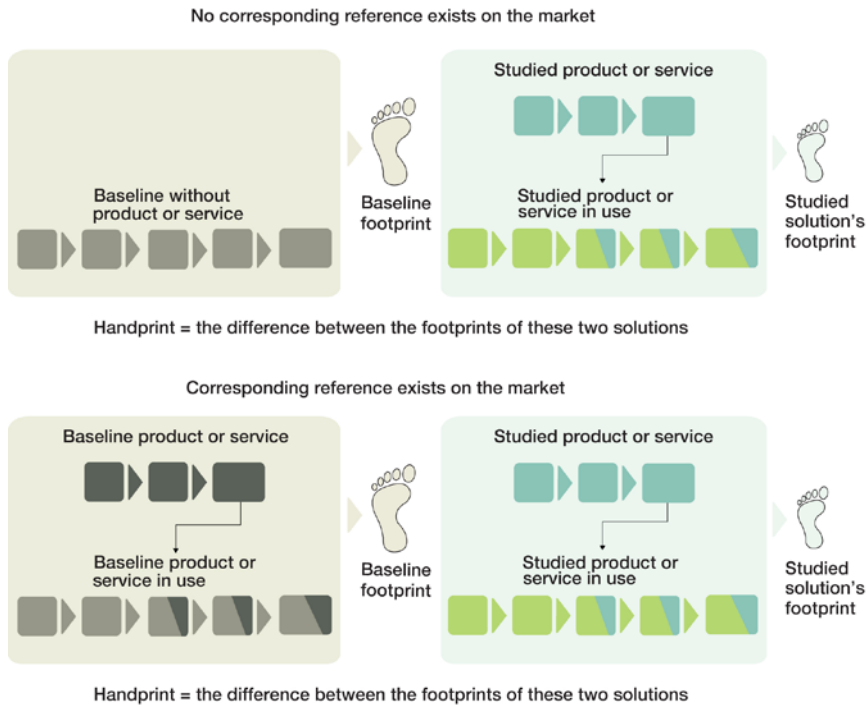 No corresponding reference exists on the market
Studied product or service
Baseline without
product or service
Baseline
footprint
Studied product or
service in use
Studied
solution's
footprint
Handprint = the difference between the footprints of these two solutions
Corresponding reference exists on the market
Baseline product or service
Studied product or service
Baseline product or
service in use
Baseline
footprint
Studied product or
service in use
Studied
solution's
footprint
Handprint = the difference between the footprints of these two solutions